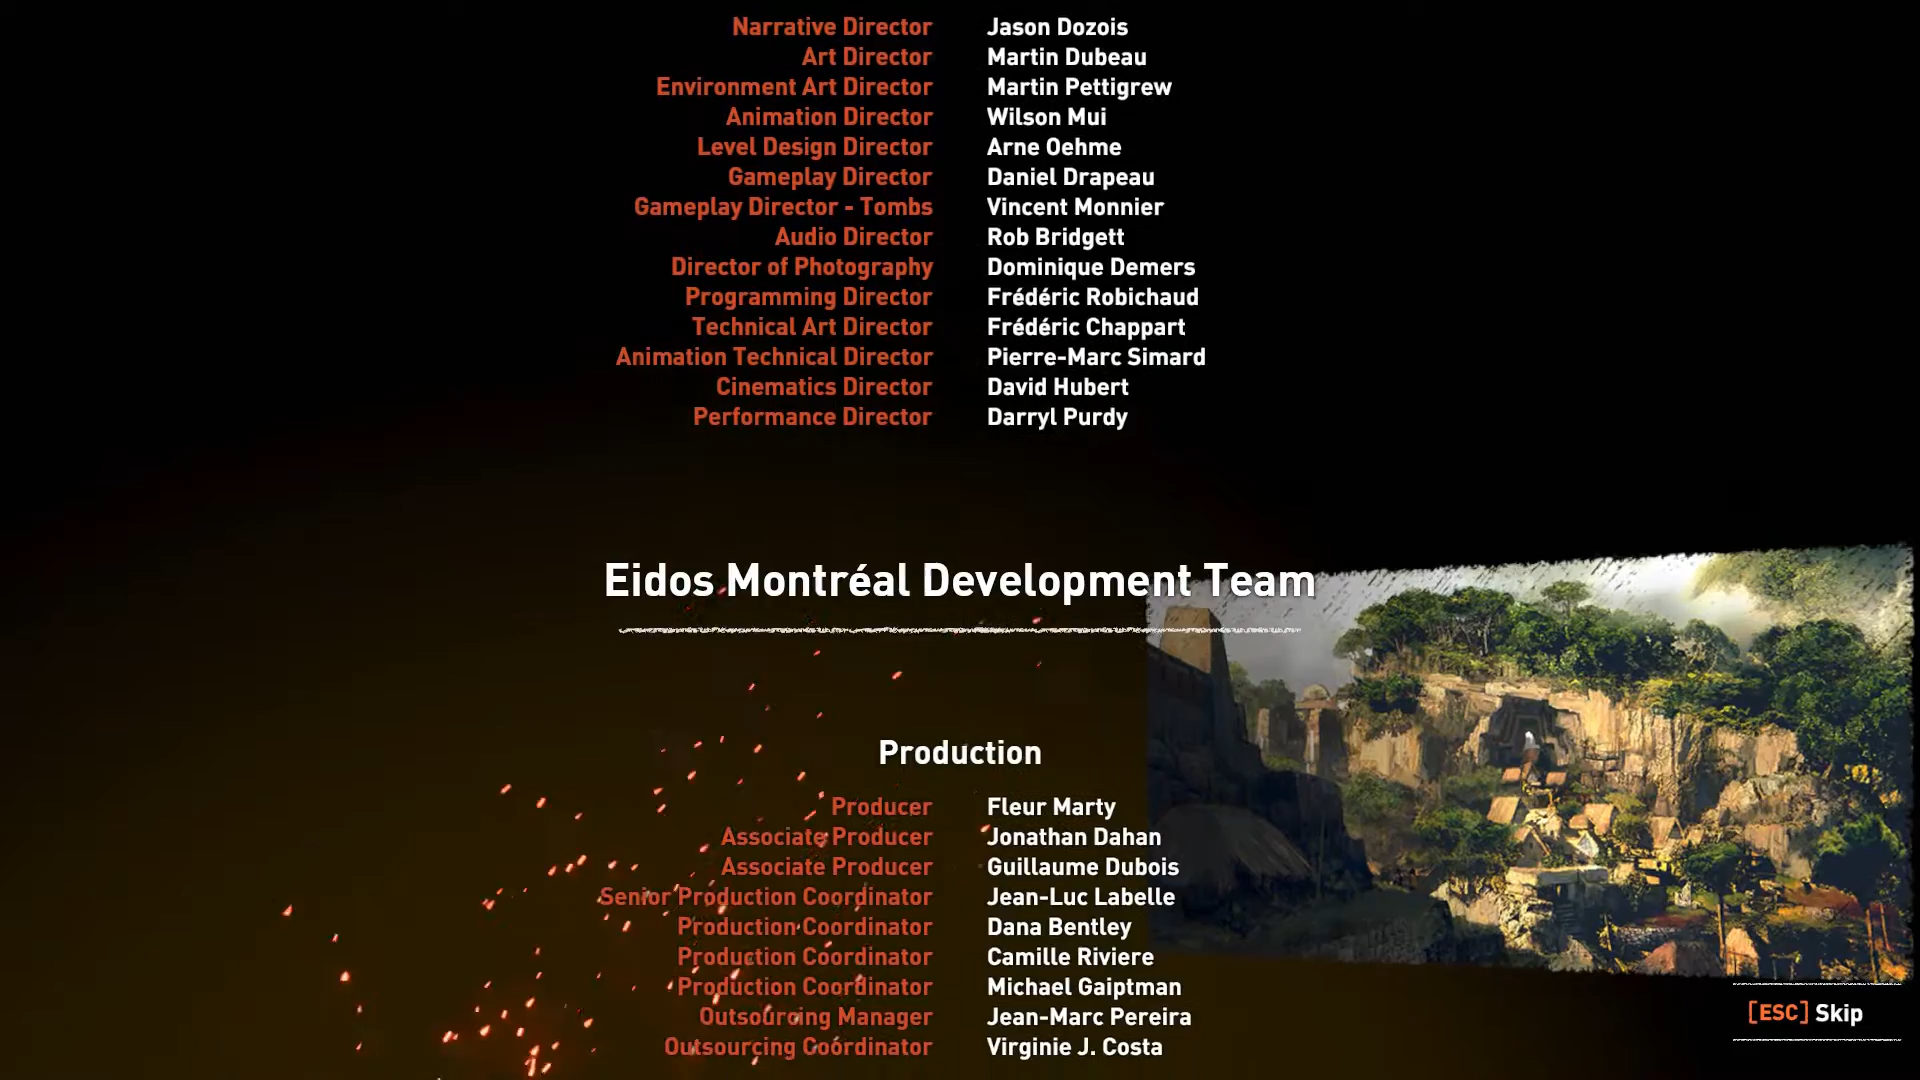 Narrative Director Jason Dozois
Art Director Martin Dubeau
Environment Art Director Martin Pettigrew
Animation Director Wilson Mui
Level Design Director Arne Oehme
Gameplay Director Daniel Drapeau
Gameplay Director - Tombs Vincent Monnier
Audio Director Rob Bridgett
Director of Photography Dominique Demers
Programming Director Frédéric Robichaud
Technical Art Director Frédéric Chappart
Animation Technical Director Pierre-Marc Simard
Cinematics Director David Hubert
Performance Director Darryl Purdy
Eidos Montréal Development Team
Production
Producer Fleur Marty
Associate Producer Jonathan Dahan
Associate Producer Guillaume Dubois
Senior Production Coordinator Jean-Luc Labelle
Production Coordinator Dana Bentley
Production Coordinator Camille Riviere
Production Coordinator Michael Gaiptman
Outsourcing Manager Jean-Marc Pereira
Outsourcing Coordinator Virginie J. Costa
[ESC] Skip